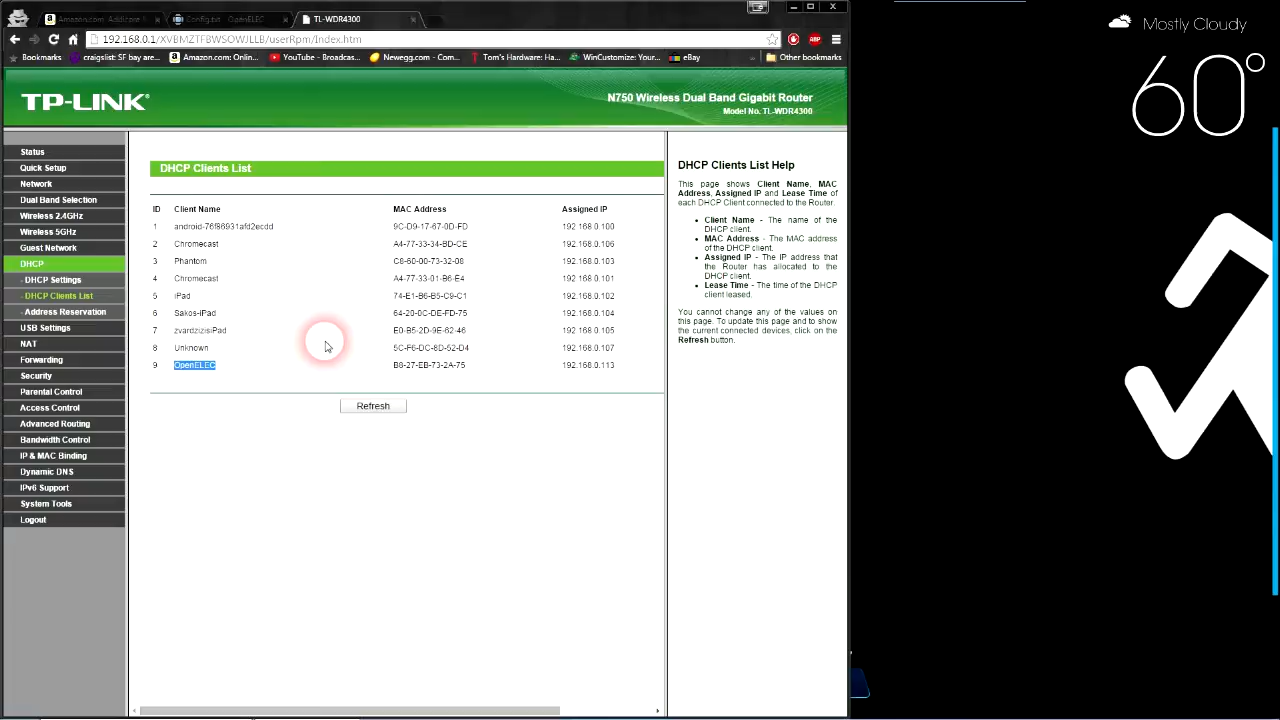 Amazon.com: Addicore
Config.txt - OpenELEC
TL-WDR4300
192.168.0.1/XVBMZTFBWSOWJLLB/userRpm/Index.htm
ABP
Bookmarks
craigslist: SF bay are...
Amazon.com: Onlin...
YouTube - Broadcas...
Newegg.com - Com...
Tom's Hardware: Ha...
WinCustomize: Your...
eBay
Other bookmarks
TP-LINK®
N750 Wireless Dual Band Gigabit Router
Model No. TL-WDR4300
Status
Quick Setup
Network
Dual Band Selection
Wireless 2.4GHz
Wireless 5GHz
Guest Network
DHCP
- DHCP Settings
- DHCP Clients List
- Address Reservation
USB Settings
NAT
Forwarding
Security
Parental Control
Access Control
Advanced Routing
Bandwidth Control
IP & MAC Binding
Dynamic DNS
IPv6 Support
System Tools
Logout
DHCP Clients List
ID Client Name MAC Address Assigned IP
1 android-76f86931afd2ecdd 9C-D9-17-67-0D-FD 192.168.0.100
2 Chromecast A4-77-33-34-BD-CE 192.168.0.106
3 Phantom C8-60-00-73-32-08 192.168.0.103
4 Chromecast A4-77-33-01-B6-E4 192.168.0.101
5 iPad 74-E1-B6-B5-C9-C1 192.168.0.102
6 Sakos-iPad 64-20-0C-DE-FD-75 192.168.0.104
7 zvardzizisiPad E0-B5-2D-9E-62-46 192.168.0.105
8 Unknown 5C-F6-DC-8D-52-D4 192.168.0.107
9 OpenELEC B8-27-EB-73-2A-75 192.168.0.113
Refresh
DHCP Clients List Help
This page shows Client Name, MAC
Address, Assigned IP and Lease Time of
each DHCP Client connected to the Router.
• Client Name - The name of the
DHCP client.
• MAC Address - The MAC address
of the DHCP client.
• Assigned IP - The IP address that
the Router has allocated to the
DHCP client.
• Lease Time - The time of the DHCP
client leased.
You cannot change any of the values on
this page. To update this page and to show
the current connected devices, click on the
Refresh button.
Mostly Cloudy
60°